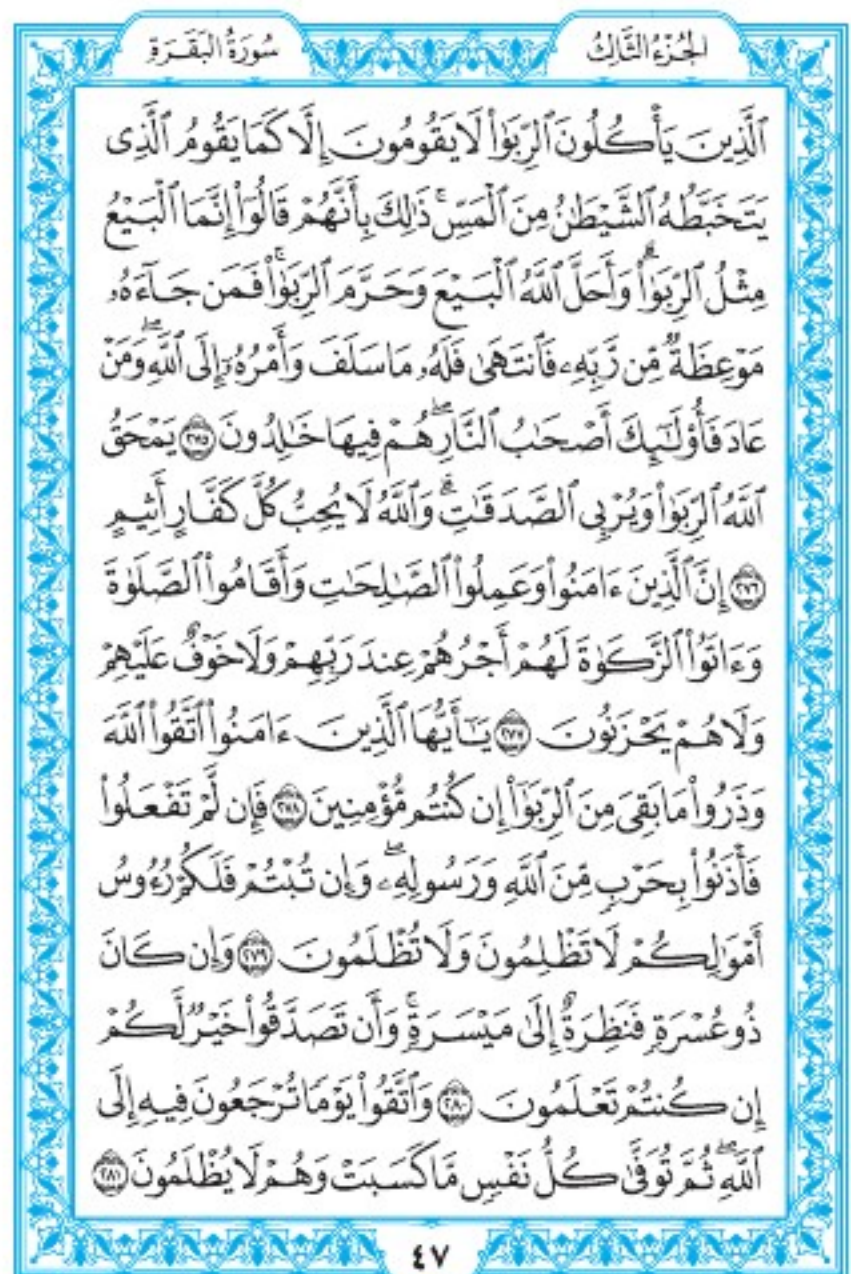 سُورَةُ البَقَرَةِ
الجُزْءُ الثَّالِثُ
ٱلَّذِينَ يَأْكُلُونَ ٱلرِّبَوٰا۟ لَا يَقُومُونَ إِلَّا كَمَا يَقُومُ ٱلَّذِى
يَتَخَبَّطُهُ ٱلشَّيْطَٰنُ مِنَ ٱلْمَسِّ ۚ ذَٰلِكَ بِأَنَّهُمْ قَالُوٓا۟ إِنَّمَا ٱلْبَيْعُ
مِثْلُ ٱلرِّبَوٰا۟ ۗ وَأَحَلَّ ٱللَّهُ ٱلْبَيْعَ وَحَرَّمَ ٱلرِّبَوٰا۟ ۚ فَمَن جَآءَهُۥ
مَوْعِظَةٌ مِّن رَّبِّهِۦ فَٱنتَهَىٰ فَلَهُۥ مَا سَلَفَ وَأَمْرُهُۥٓ إِلَى ٱللَّهِ ۖ وَمَنْ
عَادَ فَأُو۟لَٰٓئِكَ أَصْحَٰبُ ٱلنَّارِ ۖ هُمْ فِيهَا خَٰلِدُونَ ٢٧٥ يَمْحَقُ
ٱللَّهُ ٱلرِّبَوٰا۟ وَيُرْبِى ٱلصَّدَقَٰتِ ۗ وَٱللَّهُ لَا يُحِبُّ كُلَّ كَفَّارٍ أَثِيمٍ
٢٧٦ إِنَّ ٱلَّذِينَ ءَامَنُوا۟ وَعَمِلُوا۟ ٱلصَّٰلِحَٰتِ وَأَقَامُوا۟ ٱلصَّلَوٰةَ
وَءَاتَوُا۟ ٱلزَّكَوٰةَ لَهُمْ أَجْرُهُمْ عِندَ رَبِّهِمْ وَلَا خَوْفٌ عَلَيْهِمْ
وَلَا هُمْ يَحْزَنُونَ ٢٧٧ يَٰٓأَيُّهَا ٱلَّذِينَ ءَامَنُوا۟ ٱتَّقُوا۟ ٱللَّهَ
وَذَرُوا۟ مَا بَقِىَ مِنَ ٱلرِّبَوٰٓا۟ إِن كُنتُم مُّؤْمِنِينَ ٢٧٨ فَإِن لَّمْ تَفْعَلُوا۟
فَأْذَنُوا۟ بِحَرْبٍ مِّنَ ٱللَّهِ وَرَسُولِهِۦ ۖ وَإِن تُبْتُمْ فَلَكُمْ رُءُوسُ
أَمْوَٰلِكُمْ لَا تَظْلِمُونَ وَلَا تُظْلَمُونَ ٢٧٩ وَإِن كَانَ
ذُو عُسْرَةٍ فَنَظِرَةٌ إِلَىٰ مَيْسَرَةٍ ۚ وَأَن تَصَدَّقُوا۟ خَيْرٌ لَّكُمْ
إِن كُنتُمْ تَعْلَمُونَ ٢٨٠ وَٱتَّقُوا۟ يَوْمًا تُرْجَعُونَ فِيهِ إِلَى
ٱللَّهِ ۖ ثُمَّ تُوَفَّىٰ كُلُّ نَفْسٍ مَّا كَسَبَتْ وَهُمْ لَا يُظْلَمُونَ ٢٨١
٤٧